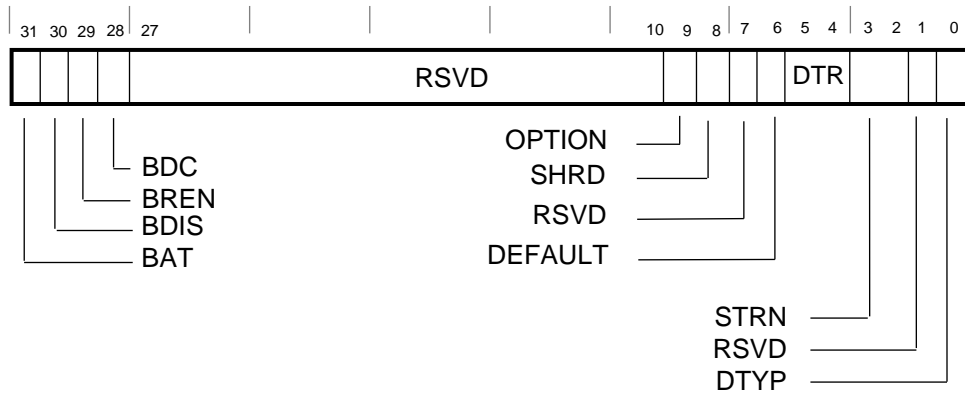 31 30 29 28 27 10 9 8 7 6 5 4 3 2 1 0
RSVD DTR
OPTION
BDC SHRD
BREN
RSVD
BDIS
BAT DEFAULT
STRN
RSVD
DTYP